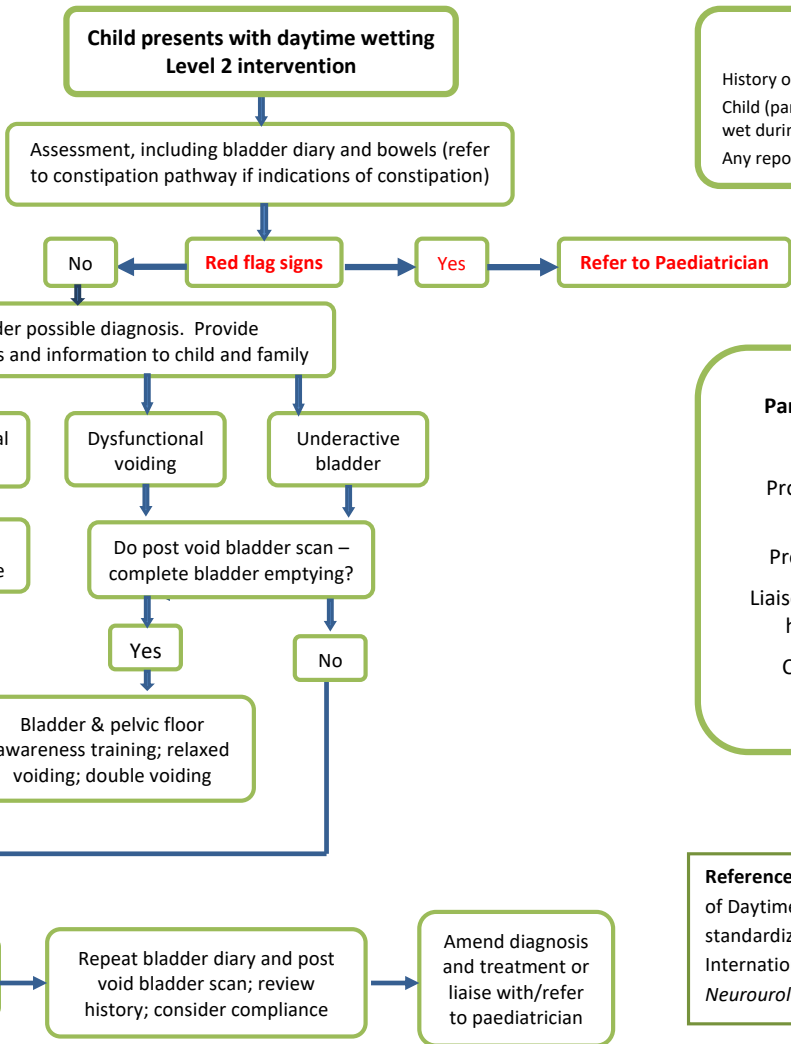 Child presents with daytime wetting
Level 2 intervention
Assessment, including bladder diary and bowels (refer
to constipation pathway if indications of constipation)
No
Red flag signs
Yes
Refer to Paediatrician
der possible diagnosis. Provide
s and information to child and family
al
Dysfunctional
voiding
Underactive
bladder
e
Do post void bladder scan –
complete bladder emptying?
Yes
No
Bladder & pelvic floor
awareness training; relaxed
voiding; double voiding
Repeat bladder diary and post
void bladder scan; review
history; consider compliance
Amend diagnosis
and treatment or
liaise with/refer
to paediatrician
History o
Child (par
wet durin
Any repo
Par
Pro
Pr
Liais
h
C
Reference
of Daytime
standardiz
Internatio
Neurourol